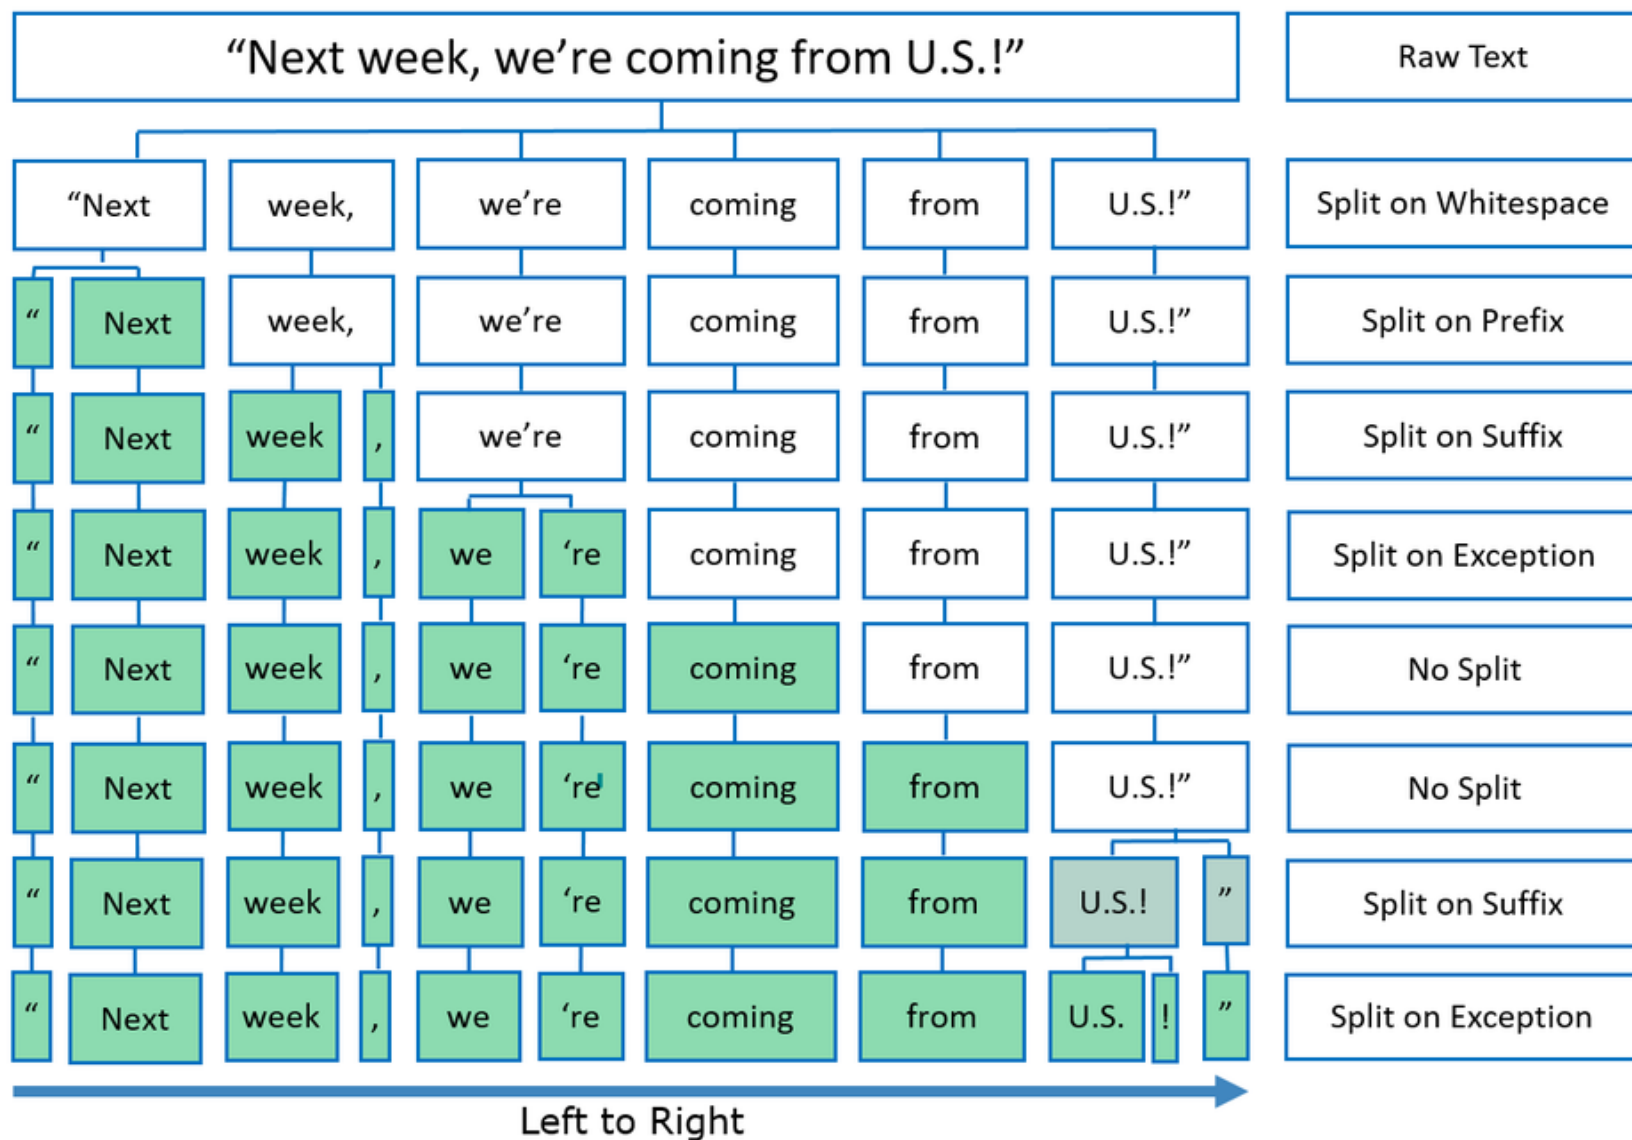 “Next week, we’re coming from U.S.!” Raw Text
“Next week, we’re coming from U.S.!” Split on Whitespace
“ Next week, we’re coming from U.S.!” Split on Prefix
“ Next week , we’re coming from U.S.!” Split on Suffix
“ Next week , we ‘re coming from U.S.!” Split on Exception
“ Next week , we ‘re coming from U.S.!” No Split
“ Next week , we ‘re coming from U.S.!” No Split
“ Next week , we ‘re coming from U.S.! ” Split on Suffix
“ Next week , we ‘re coming from U.S. ! ” Split on Exception
Left to Right